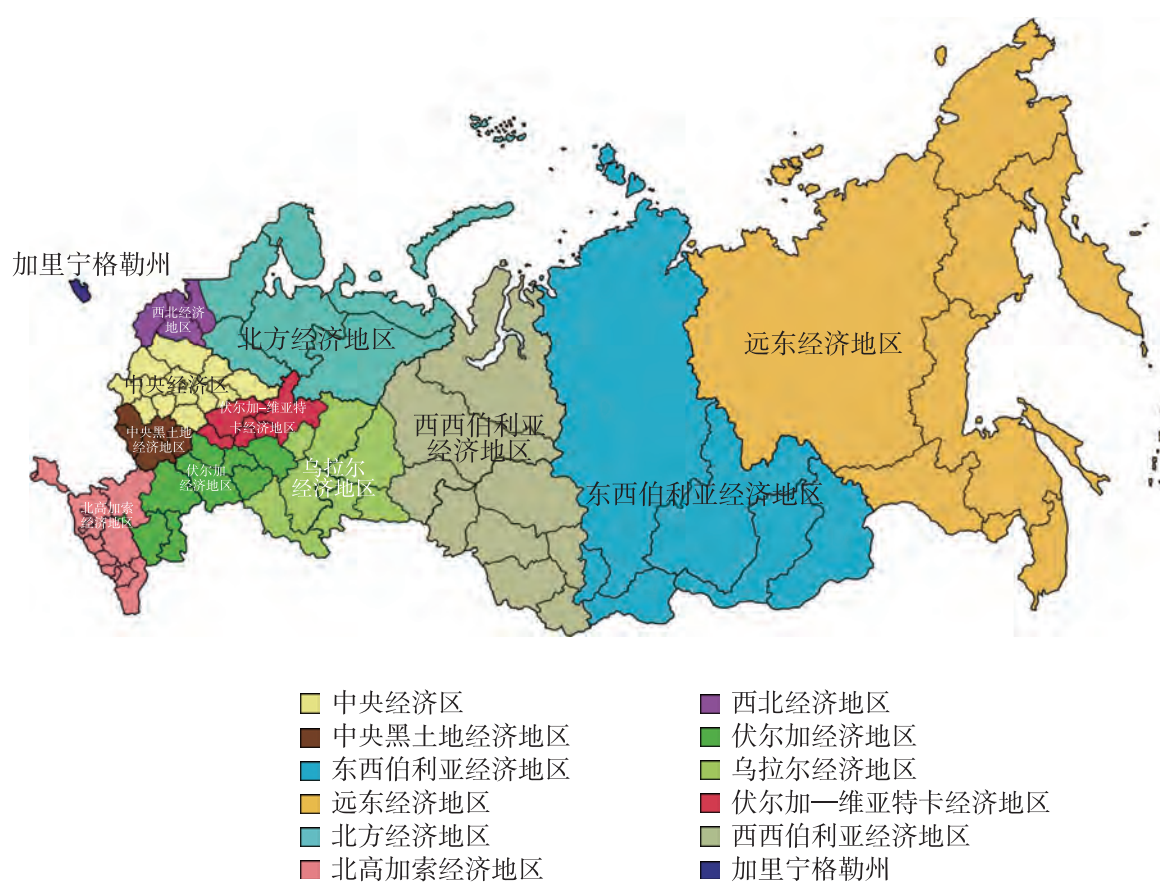 加里宁格勒州
西北经济
地区
北方经济地区
远东经济地区
中央经济区
伏尔加–维亚特
卡经济地区
西西伯利亚
经济地区
中央黑土地
经济地区
乌拉尔
经济地区
伏尔加
经济地区
东西伯利亚经济地区
北高加索
经济地区
中央经济区
中央黑土地经济地区
东西伯利亚经济地区
远东经济地区
北方经济地区
北高加索经济地区
西北经济地区
伏尔加经济地区
乌拉尔经济地区
伏尔加—维亚特卡经济地区
西西伯利亚经济地区
加里宁格勒州